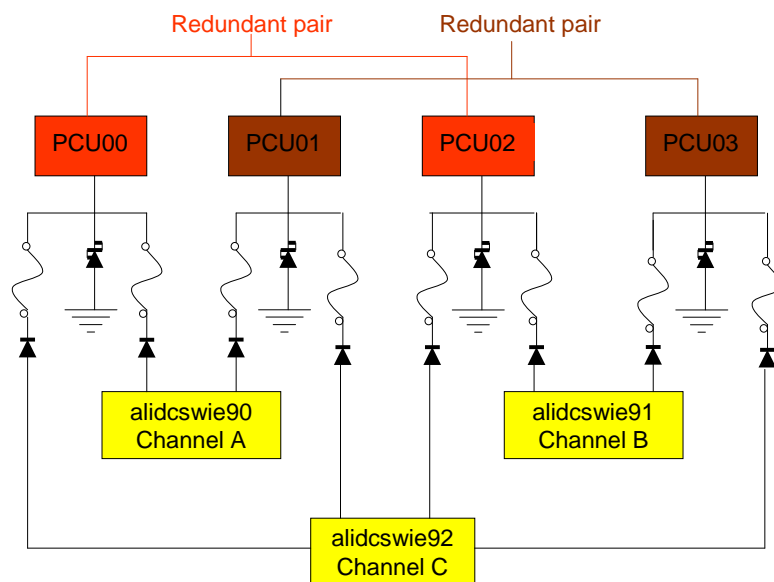 Redundant pair
Redundant pair
PCU00
PCU01
PCU02
PCU03
alidcswie90
Channel A
alidcswie91
Channel B
alidcswie92
Channel C